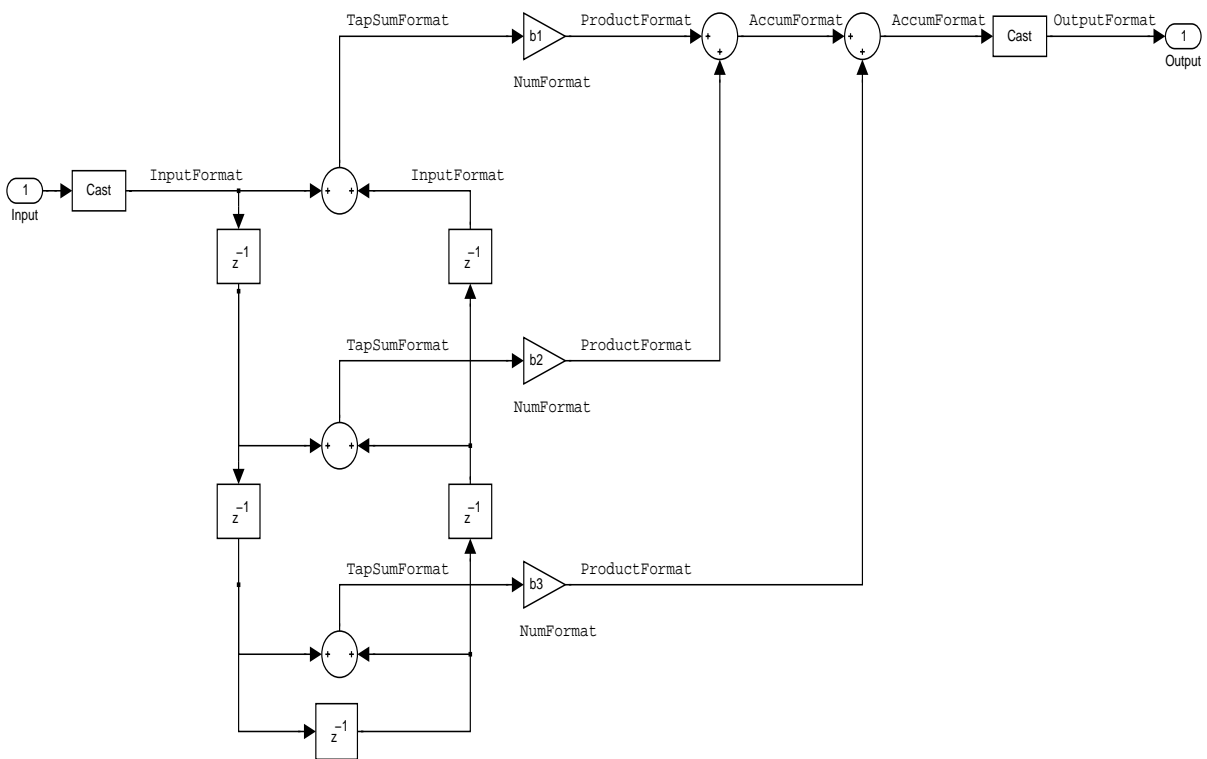 TapSumFormat
b1
ProductFormat
+
+
AccumFormat
+
+
AccumFormat
Cast
OutputFormat
1
Output
NumFormat
1
Input
Cast
InputFormat
+
+
InputFormat
z −1
z −1
TapSumFormat
b2
ProductFormat
NumFormat
+
+
z −1
z −1
TapSumFormat
b3
ProductFormat
NumFormat
+
+
z −1